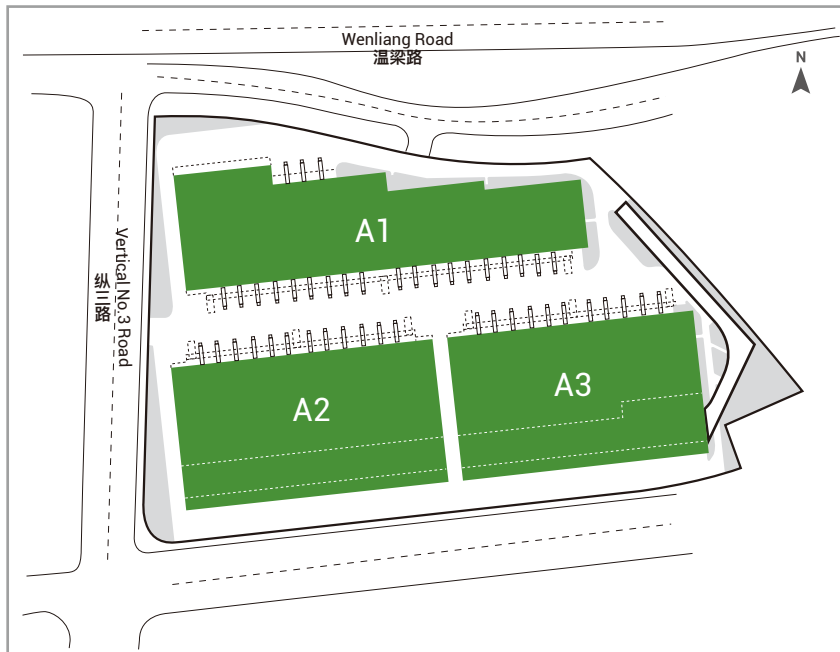 Wenliang Road
温梁路
N
A1
Vertical No.3 Road
纵三路
A2
A3